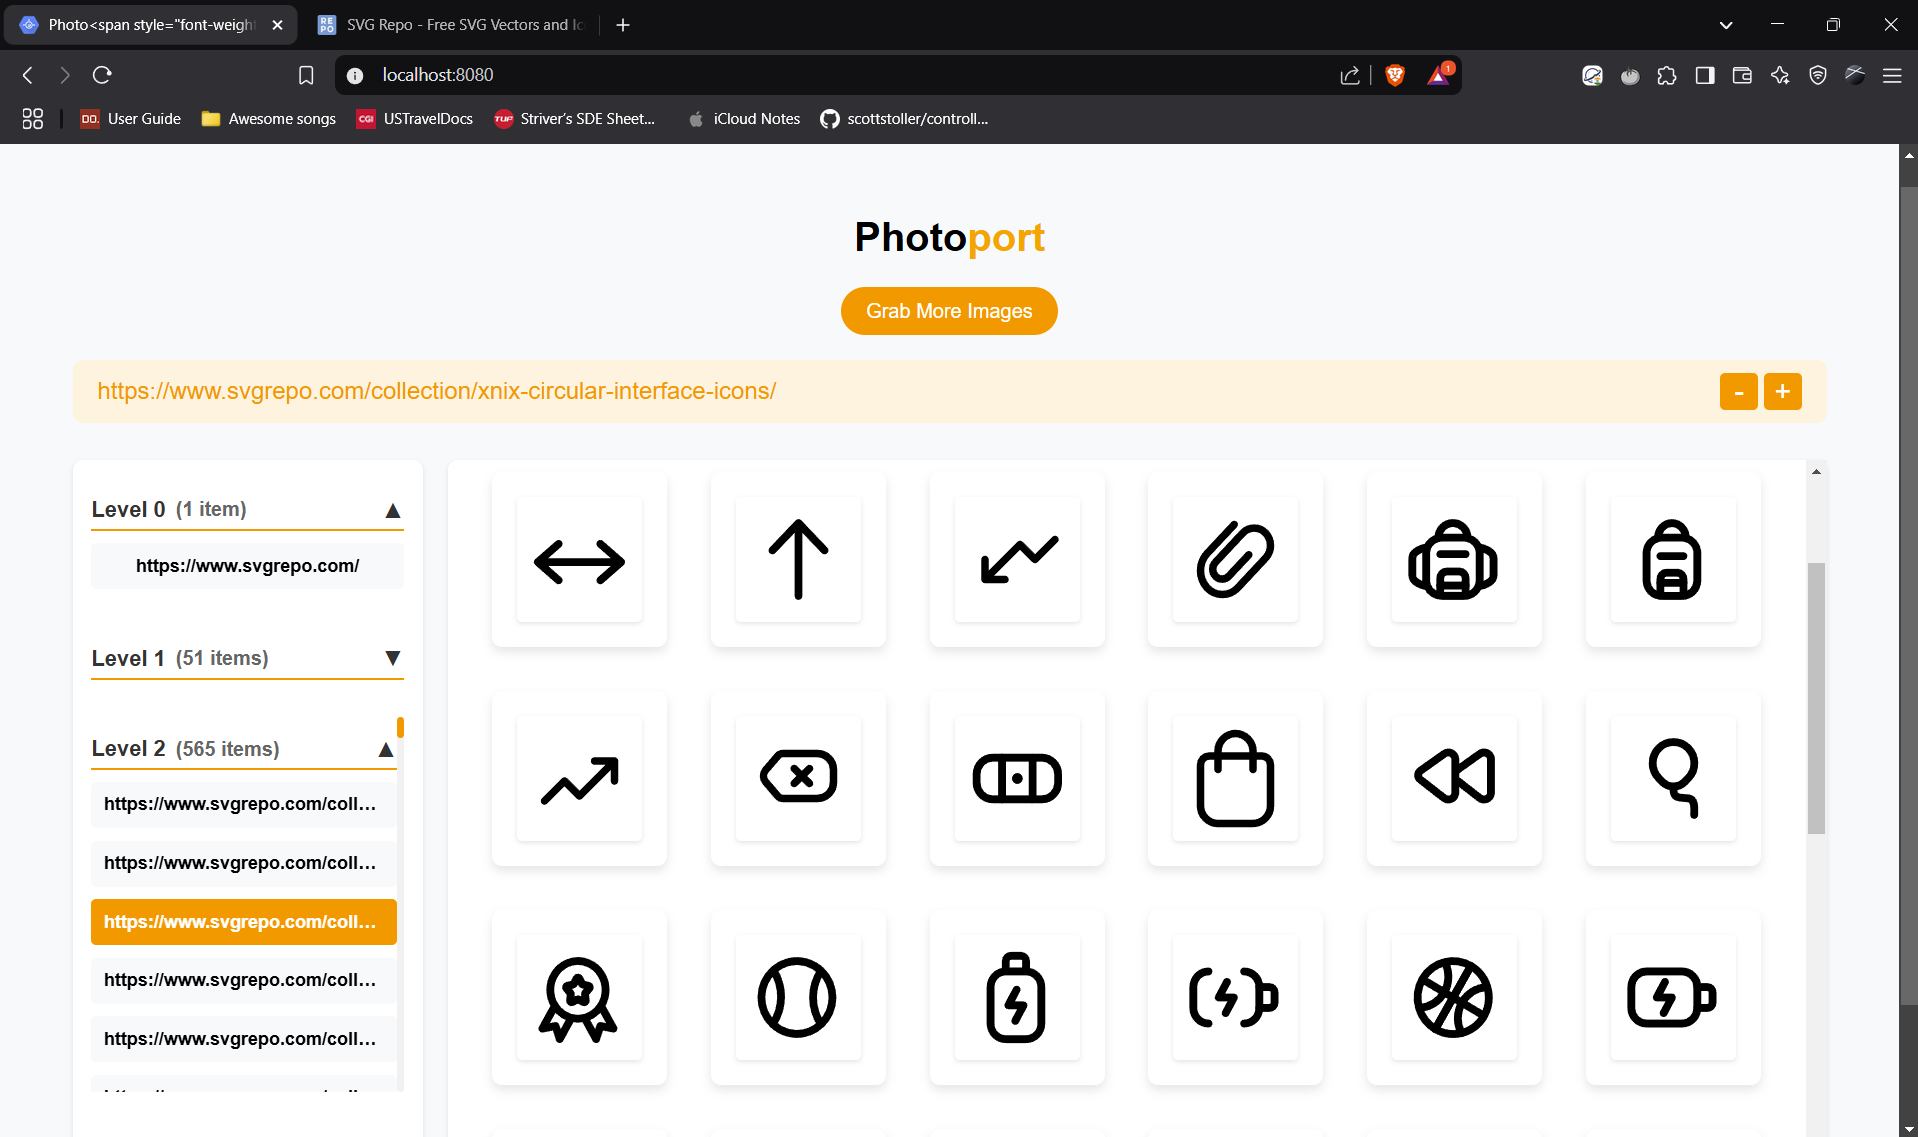 Photo<span style="font-weigh
SVG Repo - Free SVG Vectors and Ic
localhost:8080
1
DO. User Guide
Awesome songs
CGI USTravelDocs
TUF Striver's SDE Sheet...
iCloud Notes
scottstoller/controll...
Photoport
Grab More Images
https://www.svgrepo.com/collection/xnix-circular-interface-icons/
- +
Level 0 (1 item) ▲
https://www.svgrepo.com/
Level 1 (51 items) ▼
Level 2 (565 items) ▲
https://www.svgrepo.com/coll...
https://www.svgrepo.com/coll...
https://www.svgrepo.com/coll...
https://www.svgrepo.com/coll...
https://www.svgrepo.com/coll...